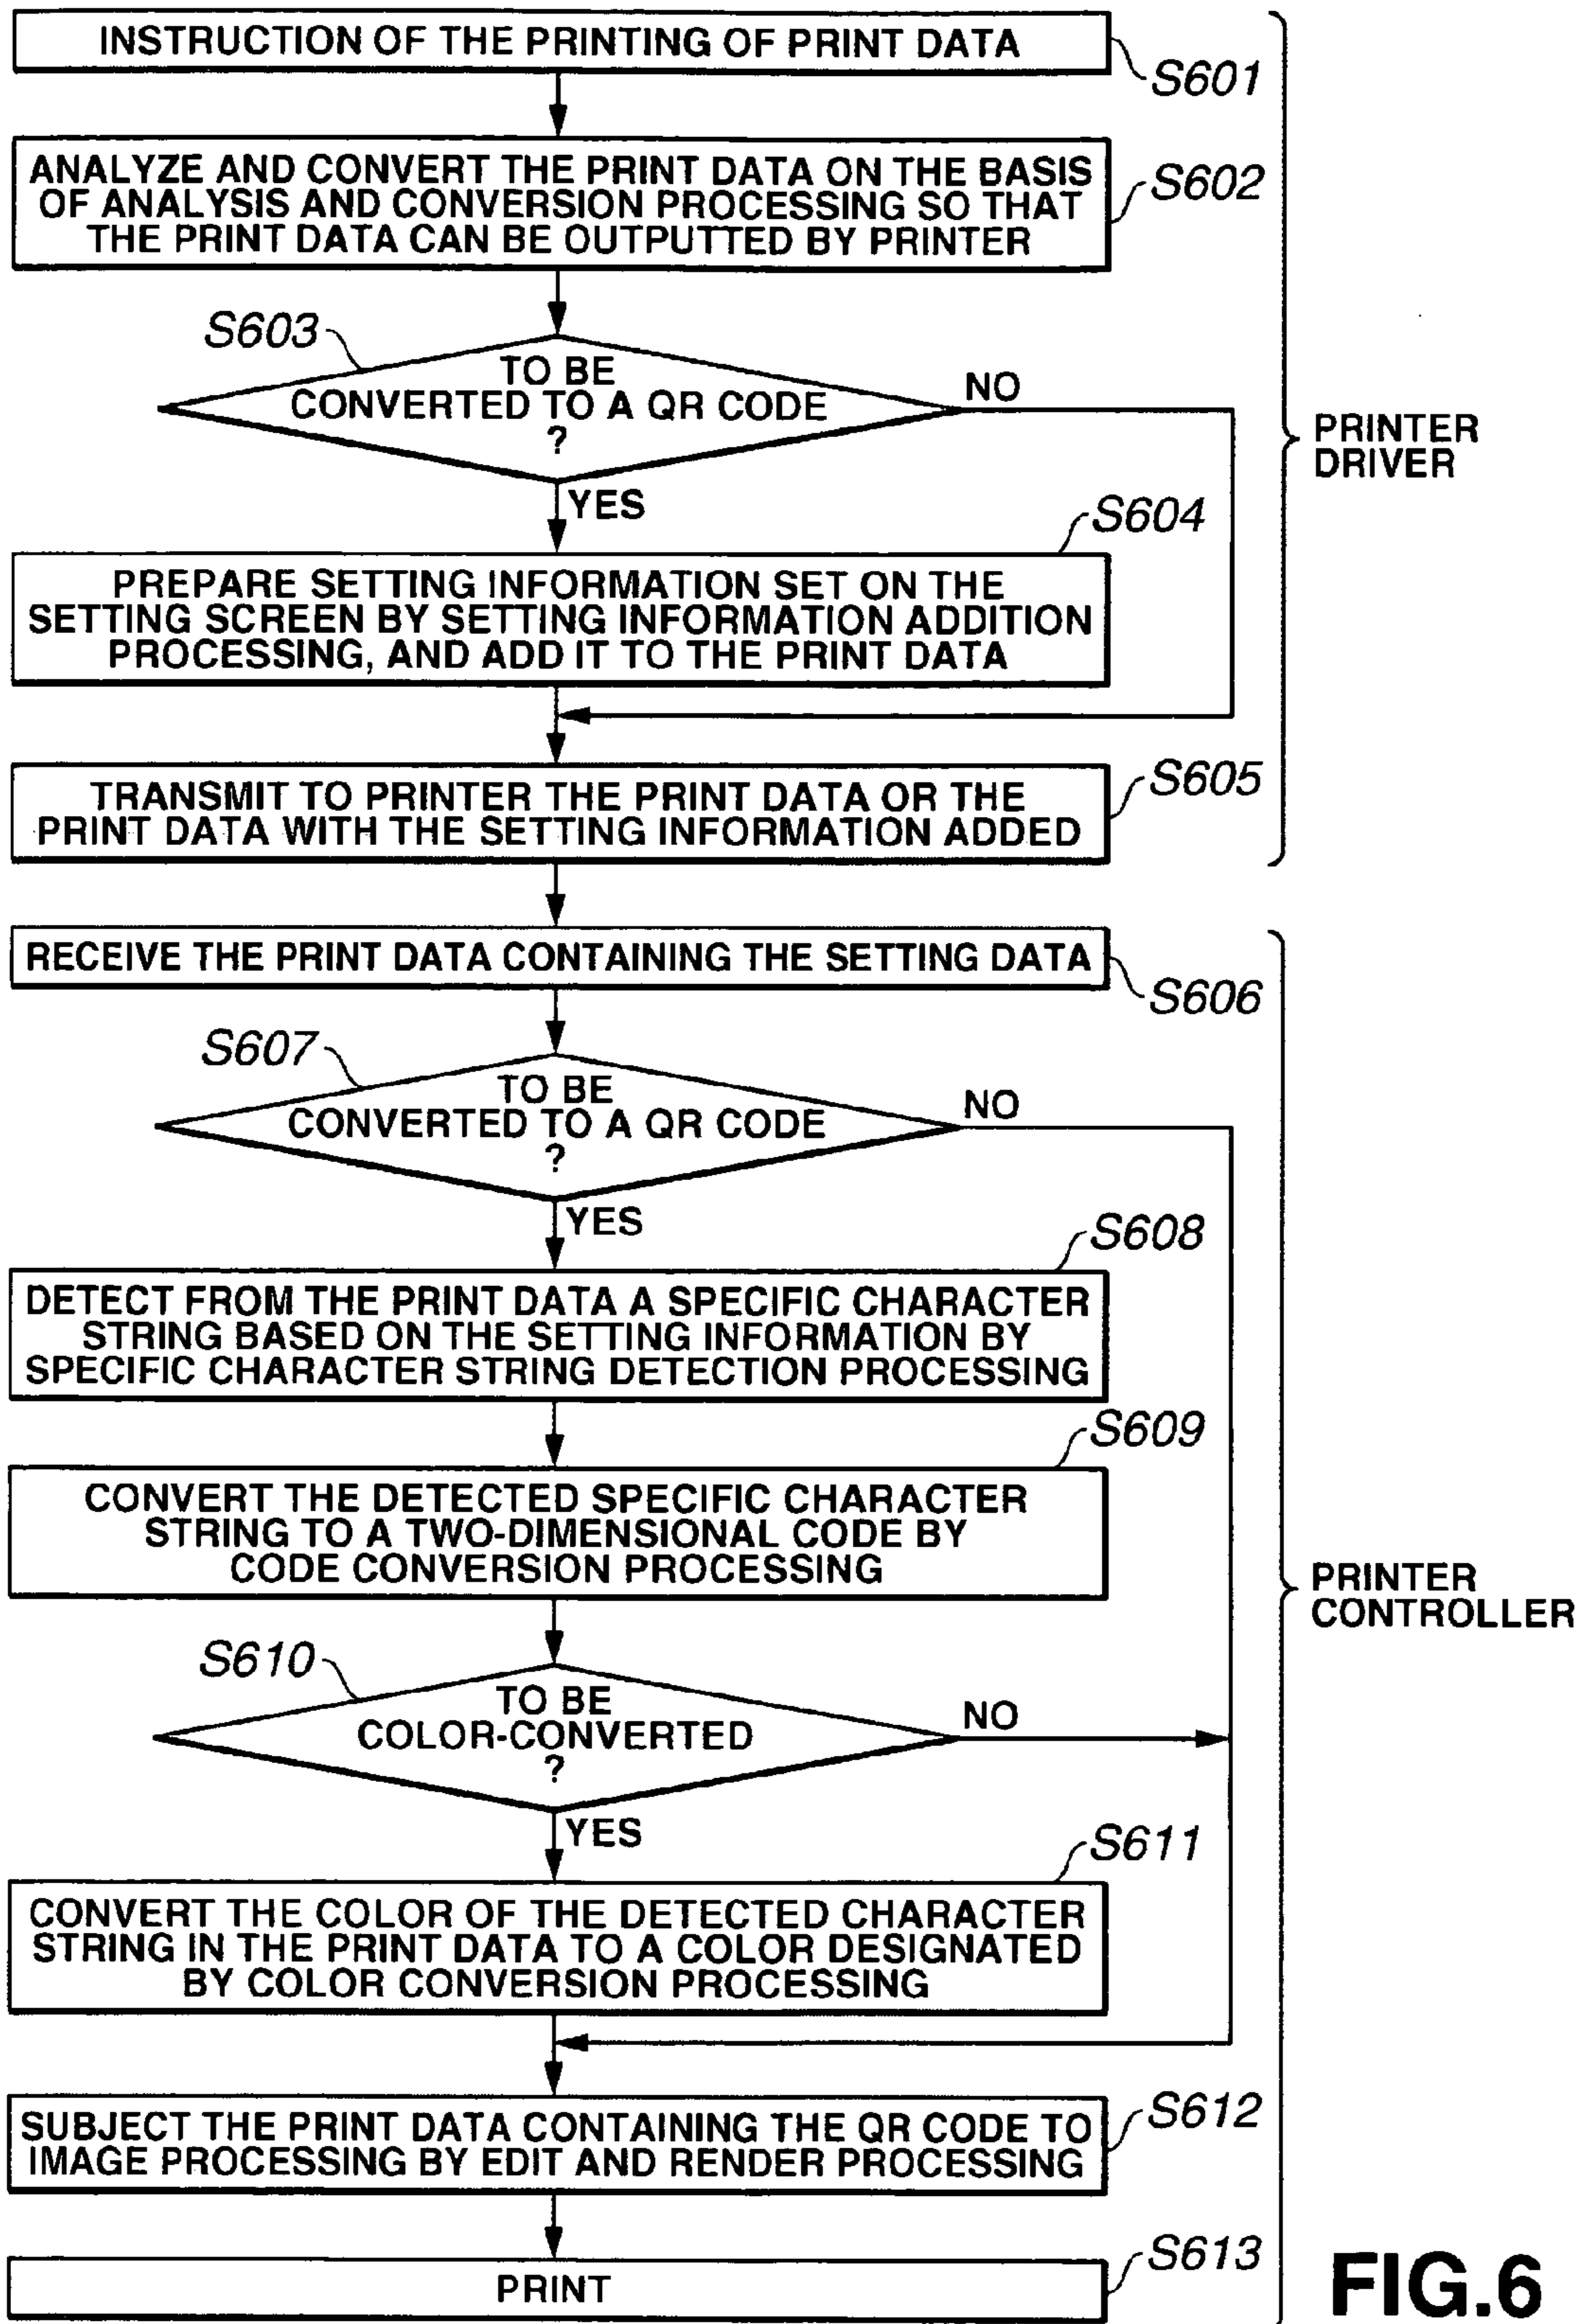 INSTRUCTION OF THE PRINTING OF PRINT DATA
S601
ANALYZE AND CONVERT THE PRINT DATA ON THE BASIS
OF ANALYSIS AND CONVERSION PROCESSING SO THAT
THE PRINT DATA CAN BE OUTPUTTED BY PRINTER
S602
S603
TO BE
CONVERTED TO A QR CODE
?
NO
YES
PRINTER
DRIVER
S604
PREPARE SETTING INFORMATION SET ON THE
SETTING SCREEN BY SETTING INFORMATION ADDITION
PROCESSING, AND ADD IT TO THE PRINT DATA
S605
TRANSMIT TO PRINTER THE PRINT DATA OR THE
PRINT DATA WITH THE SETTING INFORMATION ADDED
RECEIVE THE PRINT DATA CONTAINING THE SETTING DATA
S606
S607
TO BE
CONVERTED TO A QR CODE
?
NO
YES
S608
DETECT FROM THE PRINT DATA A SPECIFIC CHARACTER
STRING BASED ON THE SETTING INFORMATION BY
SPECIFIC CHARACTER STRING DETECTION PROCESSING
S609
CONVERT THE DETECTED SPECIFIC CHARACTER
STRING TO A TWO-DIMENSIONAL CODE BY
CODE CONVERSION PROCESSING
PRINTER
CONTROLLER
S610
TO BE
COLOR-CONVERTED
?
NO
YES
S611
CONVERT THE COLOR OF THE DETECTED CHARACTER
STRING IN THE PRINT DATA TO A COLOR DESIGNATED
BY COLOR CONVERSION PROCESSING
S612
SUBJECT THE PRINT DATA CONTAINING THE QR CODE TO
IMAGE PROCESSING BY EDIT AND RENDER PROCESSING
S613
PRINT
FIG.6